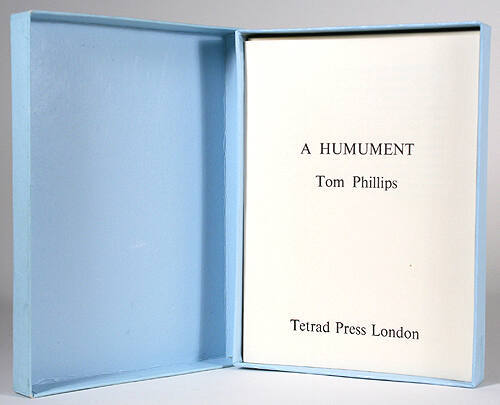 A HUMUMENT
Tom Phillips
Tetrad Press London